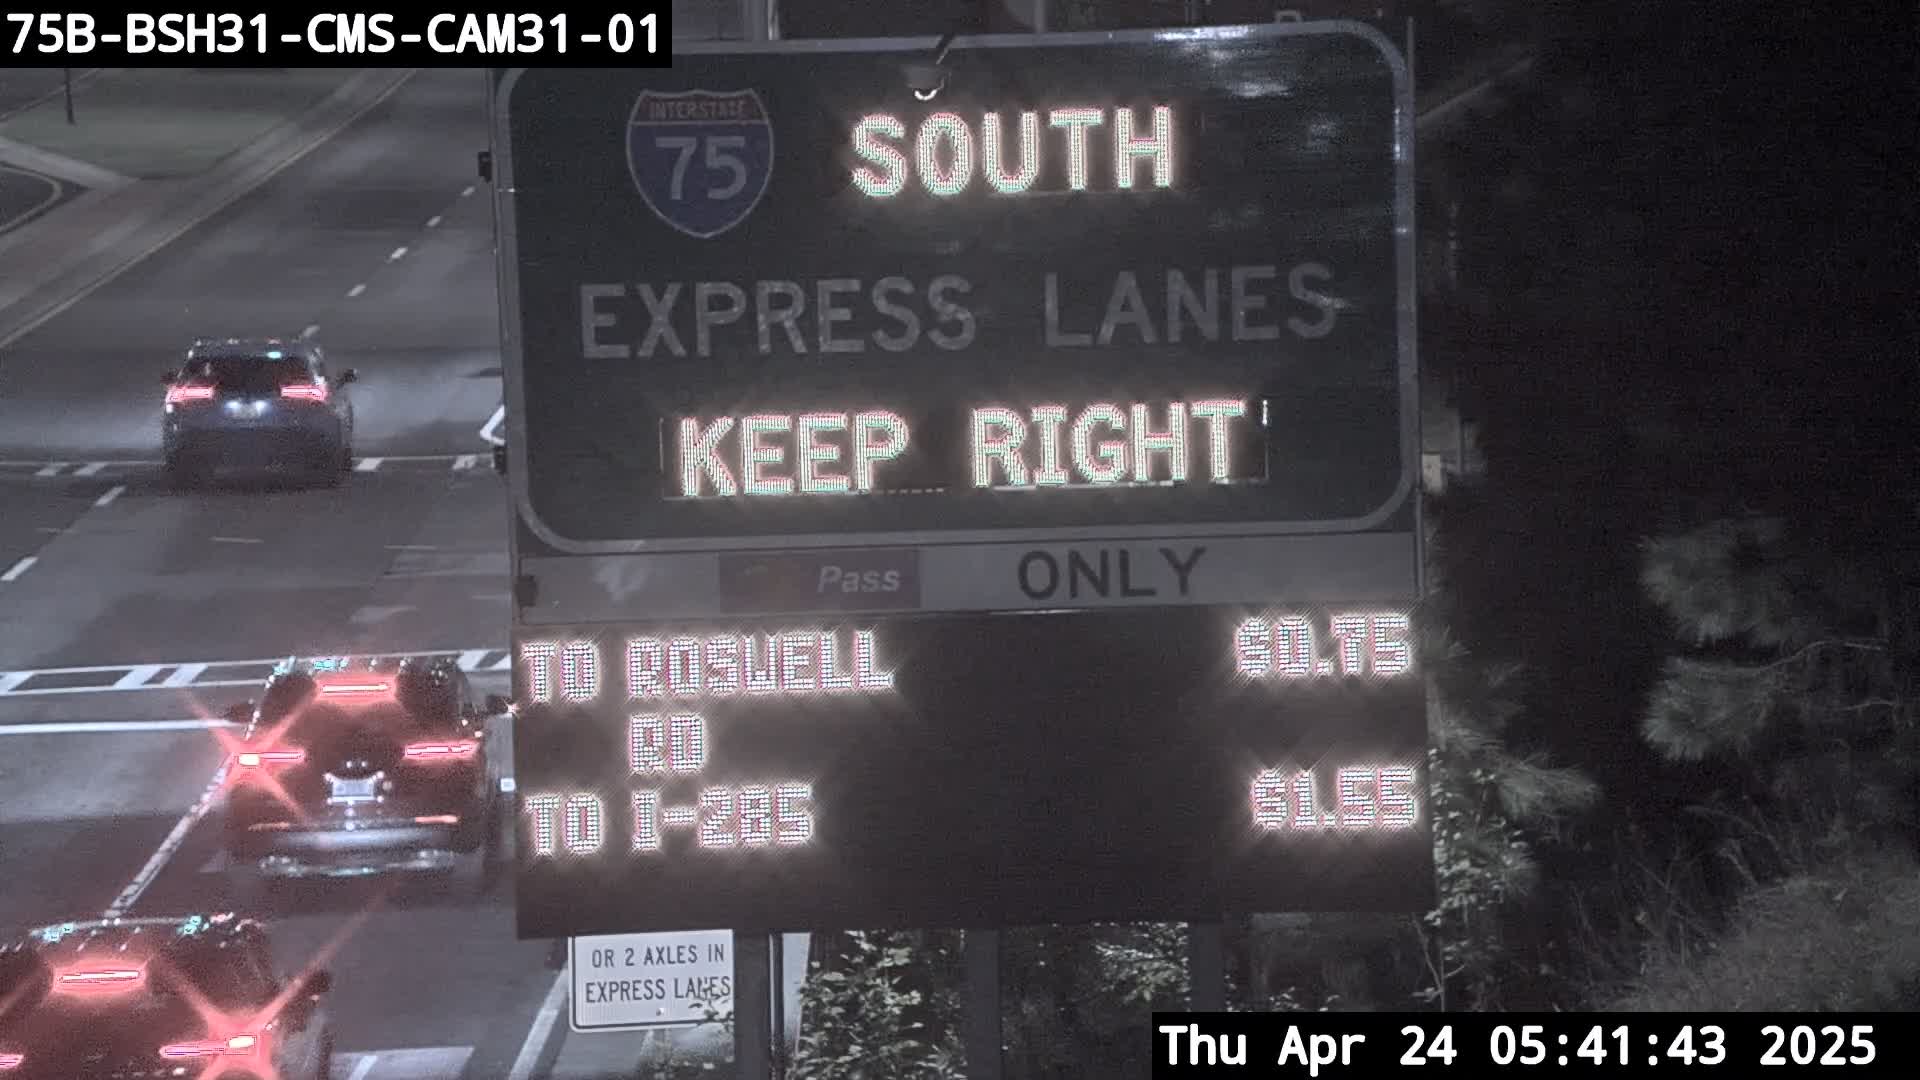 75B-BSH31-CMS-CAM31-01
INTERSTATE
75
SOUTH
EXPRESS LANES
KEEP RIGHT
Pass ONLY
TO ROSWELL $0.75
RD
TO I-285 $1.55
OR 2 AXLES IN
EXPRESS LANES
Thu Apr 24 05:41:43 2025